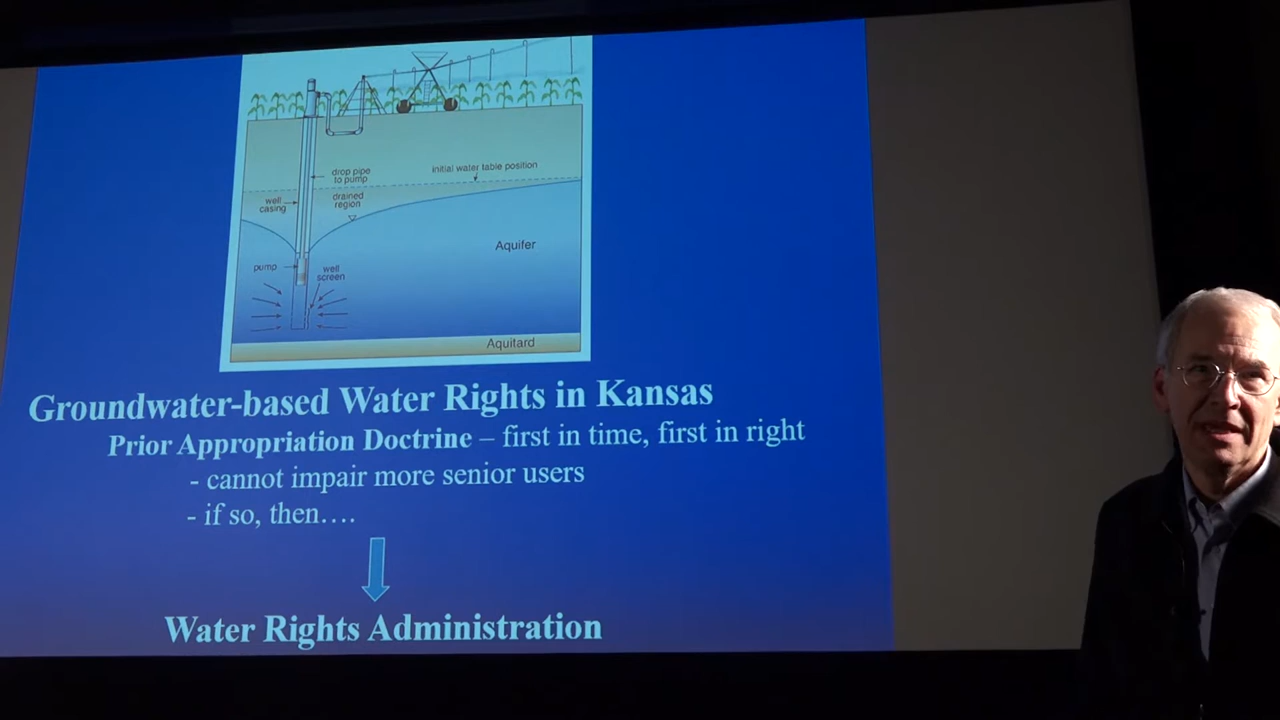 drop pipe
to pump
initial water table position
well
casing
drained
region
Aquifer
pump
well
screen
Aquitard
Groundwater-based Water Rights in Kansas
Prior Appropriation Doctrine – first in time, first in right
- cannot impair more senior users
- if so, then….
Water Rights Administration